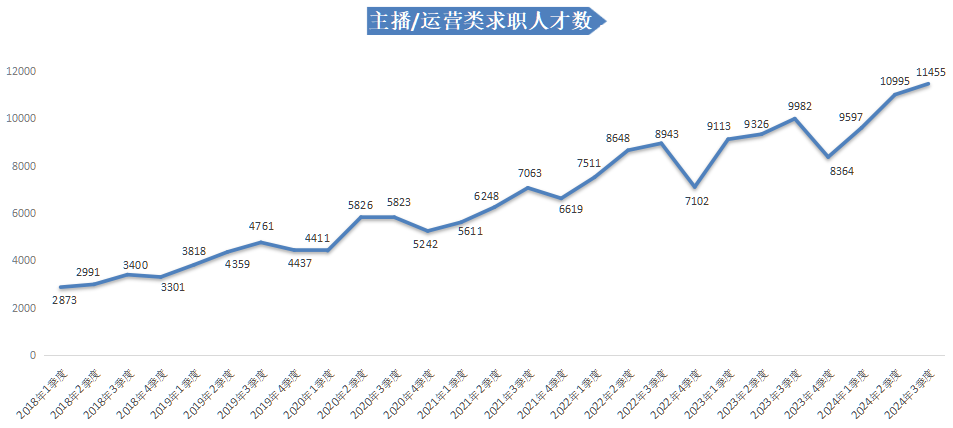 主播/运营类求职人才数
12000
10000
8000
6000
4000
2000
0
2873
2991
3400
3301
3818
4359
4761
4437
4411
5826
5823
5242
5611
6248
7063
6619
7511
8648
8943
7102
9113
9326
9982
8364
9597
10995
11455
2018年1季度
2018年2季度
2018年3季度
2018年4季度
2019年1季度
2019年2季度
2019年3季度
2019年4季度
2020年1季度
2020年2季度
2020年3季度
2020年4季度
2021年1季度
2021年2季度
2021年3季度
2021年4季度
2022年1季度
2022年2季度
2022年3季度
2022年4季度
2023年1季度
2023年2季度
2023年3季度
2023年4季度
2024年1季度
2024年2季度
2024年3季度